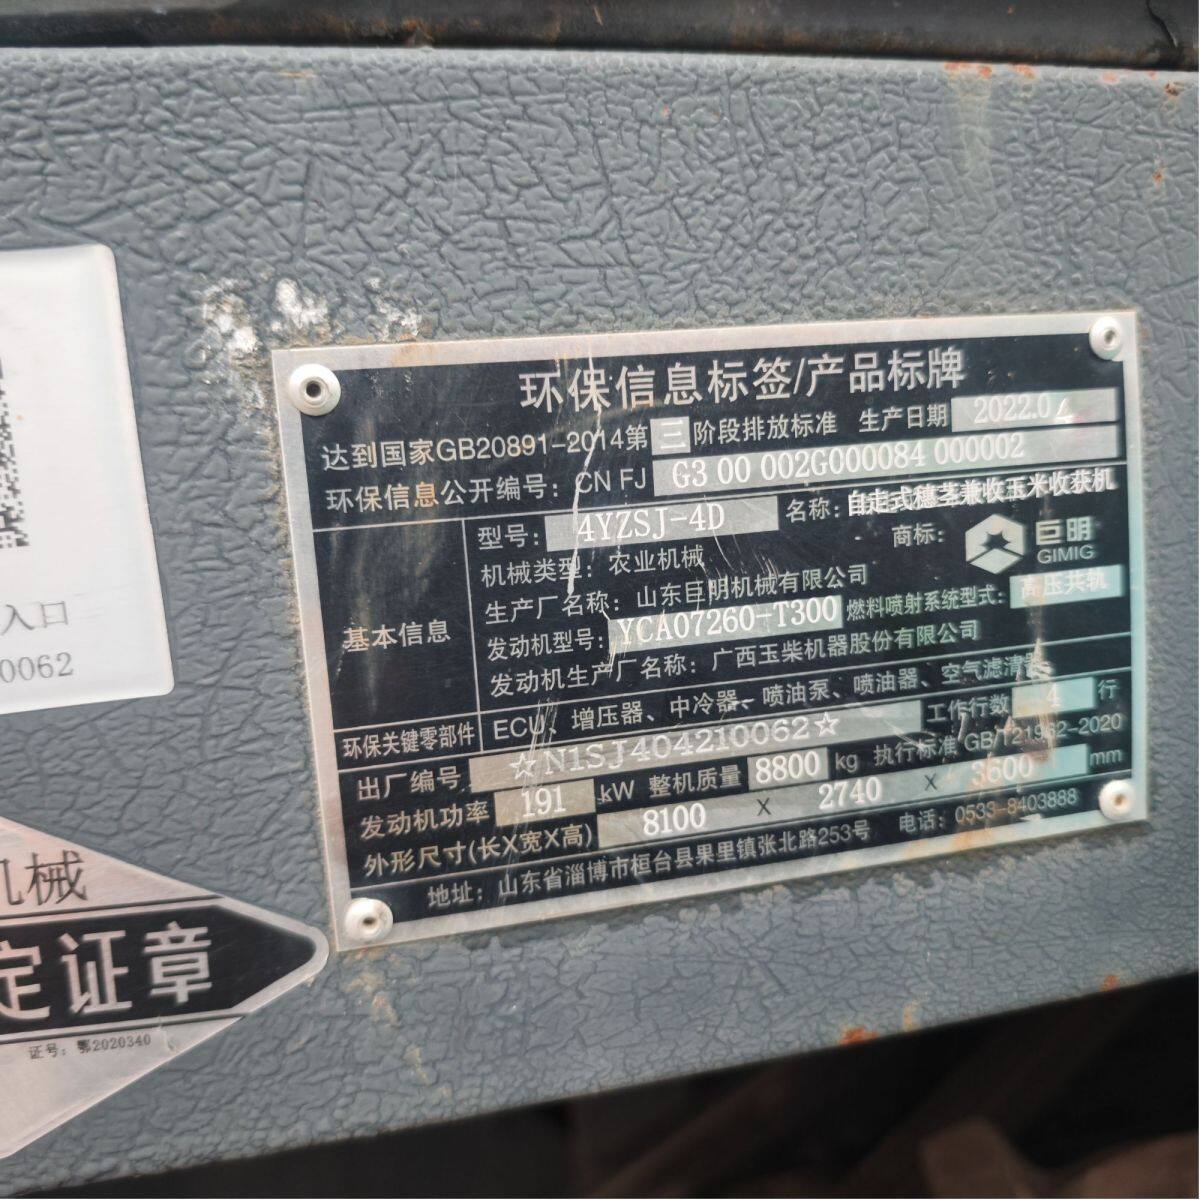 环保信息标签/产品标牌
达到国家GB20891-2014第三阶段排放标准 生产日期 2022.04
环保信息公开编号：CN FJ G3 00 002G000084 000002
基本信息
型号：4YZSJ-4D 名称：自走式穗茎兼收玉米收获机
机械类型：农业机械 商标：巨明
GIMIG
生产厂名称：山东巨明机械有限公司
发动机型号：YCA07260-T300 燃料喷射系统型式：高压共轨
发动机生产厂名称：广西玉柴机器股份有限公司
环保关键零部件 ECU、增压器、中冷器、喷油泵、喷油器、空气滤清器
出厂编号 ☆N1SJ404210062☆ 工作行数 4 行
发动机功率 191 kW 整机质量 8800 kg 执行标准 GB/T21962-2020
外形尺寸(长X宽X高) 8100 X 2740 X 3600 mm
地址：山东省淄博市桓台县果里镇张北路253号 电话：0533-8403888
入口
0062
机械
定证章
证号：鄂2020340